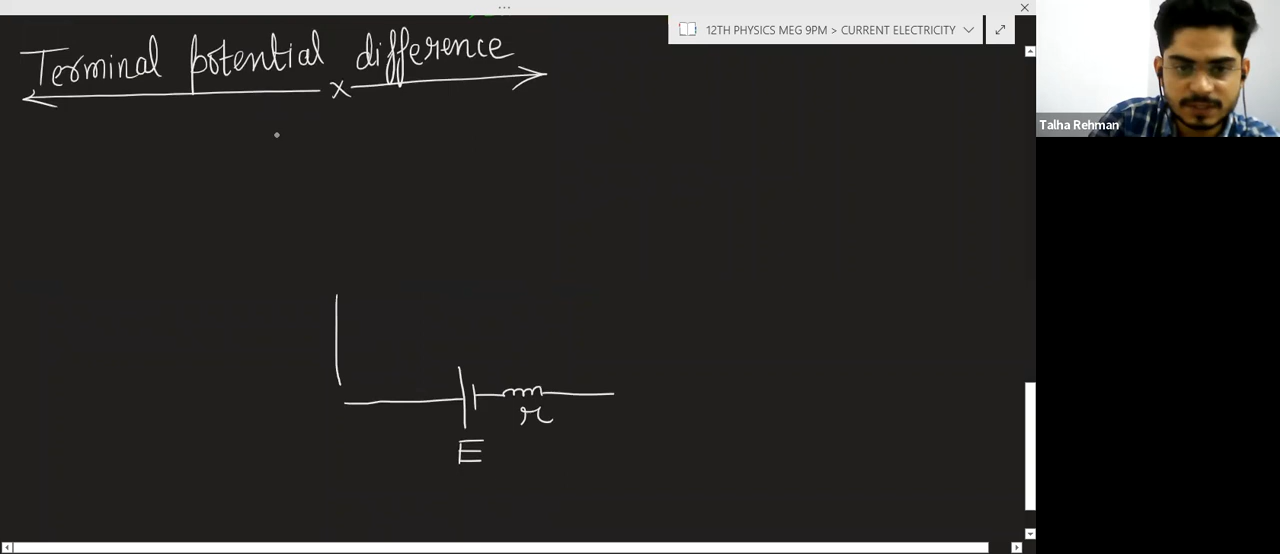 Terminal potential difference
12TH PHYSICS MEG 9PM > CURRENT ELECTRICITY
Talha Rehman
r
E